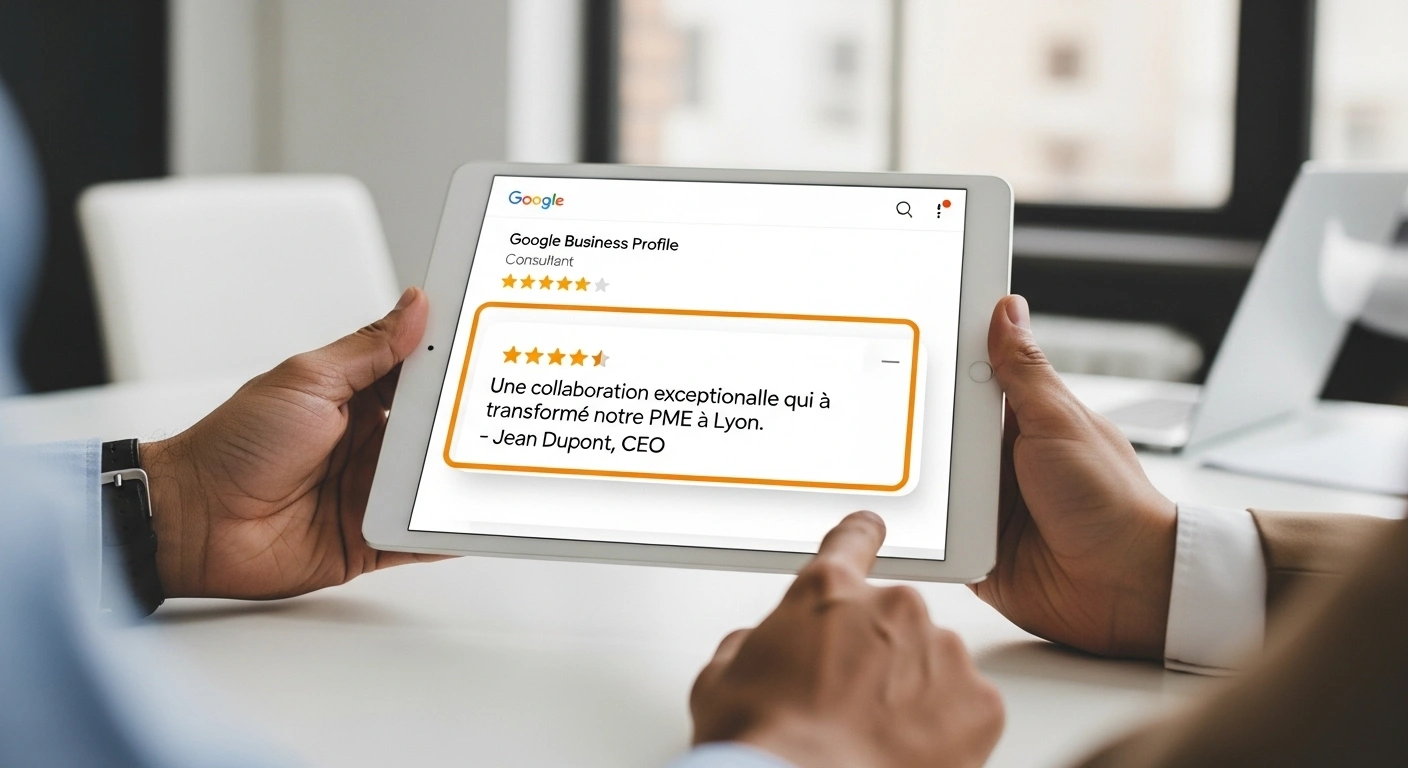 Google
Google Business Profile
Consultant
Une collaboration exceptionalle qui à
transformé notre PME à Lyon.
- Jean Dupont, CEO